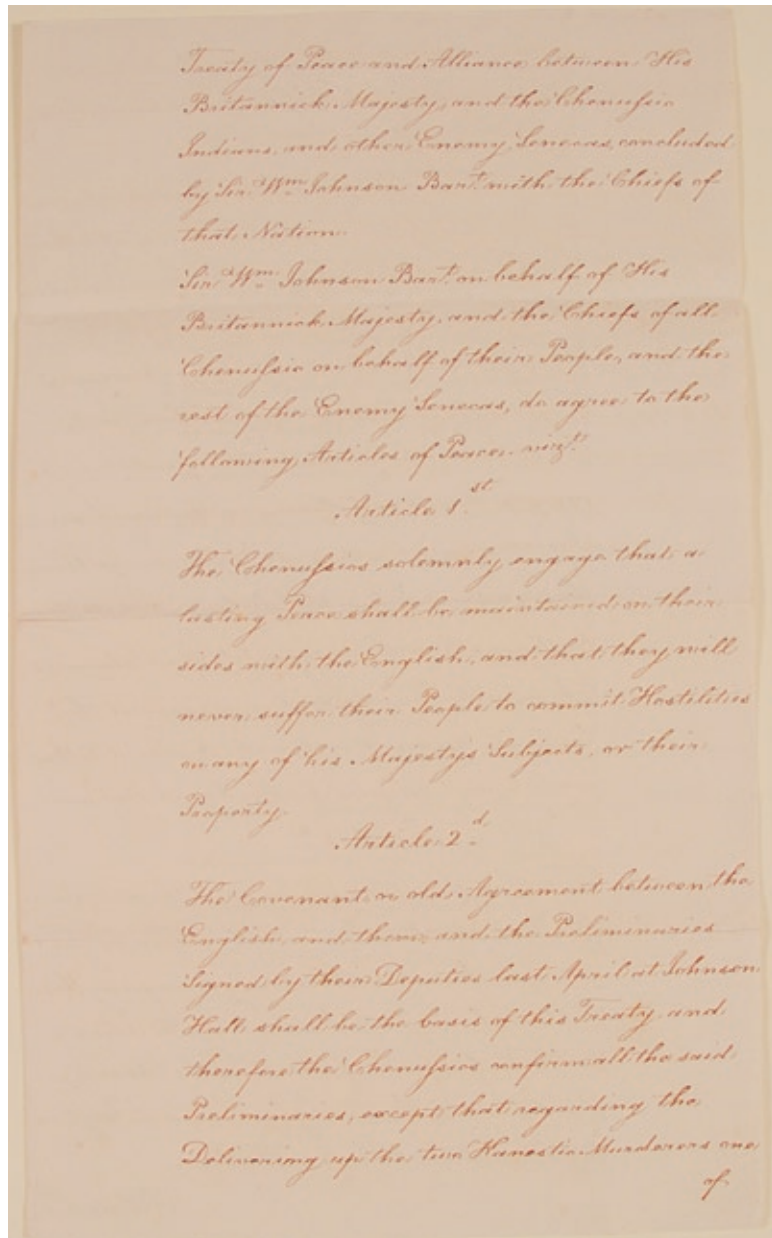 Treaty of Peace and Alliance between His
Britannick Majesty, and the Chenussio
Indians, and other Enemy Senecas, concluded
by Sir Wm Johnson Bart. with the Chiefs of
that Nation.
Sir Wm Johnson Bart. on behalf of His
Britannick Majesty, and the Chiefs of all
Chenussio on behalf of their People, and the
rest of the Enemy Senecas, do agree to the
following Articles of Peace. vizt.
Article 1st
The Chenussios solemnly engage that a
lasting Peace shall be maintained on their
sides with the English, and that they will
never suffer their People to commit Hostilities
on any of his Majestys Subjects, or their
Property.
Article 2d
The Covenant or old Agreement between the
English, and them, and the Preliminaries
Signed by their Deputies last April at Johnson
Hall shall be the basis of this Treaty, and
therefore the Chenussios confirm all the said
Preliminaries, except that regarding the
Delivering up the two Kanestio Murderers one
of